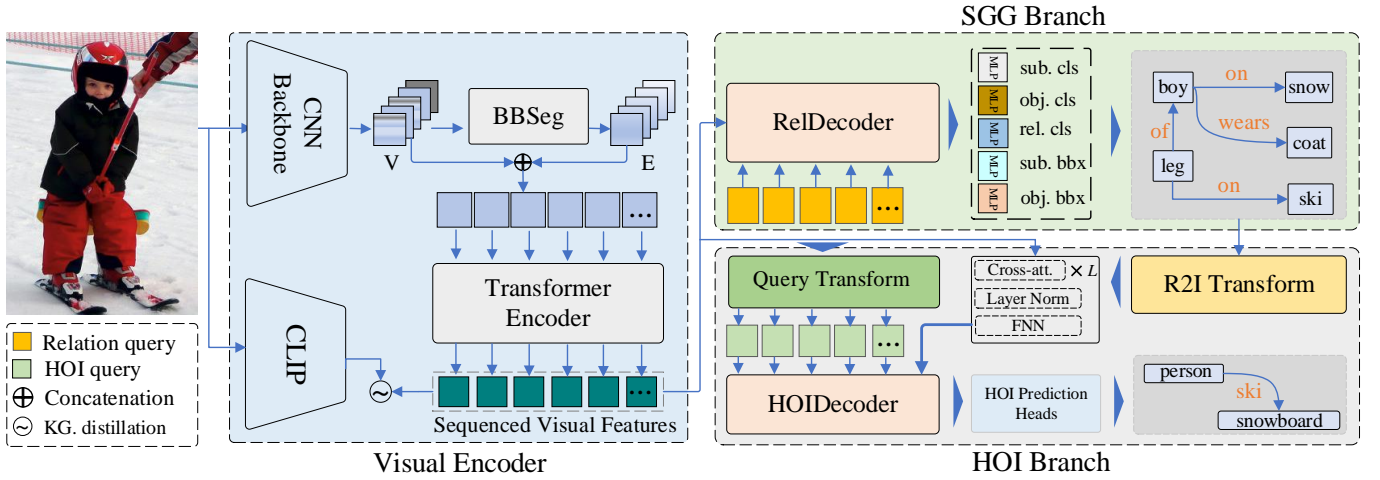 SGG Branch
CNN
Backbone
V
BBSeg
E
Transformer
Encoder
CLIP
Sequenced Visual Features
Visual Encoder
Relation query
HOI query
Concatenation
~
KG. distillation
RelDecoder
MLP
sub. cls
MLP
obj. cls
MLP
rel. cls
MLP
sub. bbx
MLP
obj. bbx
boy
on
snow
of
wears
coat
leg
on
ski
Query Transform
Cross-att.
× L
Layer Norm
FNN
R2I Transform
HOIDecoder
HOI Prediction
Heads
person
ski
snowboard
HOI Branch